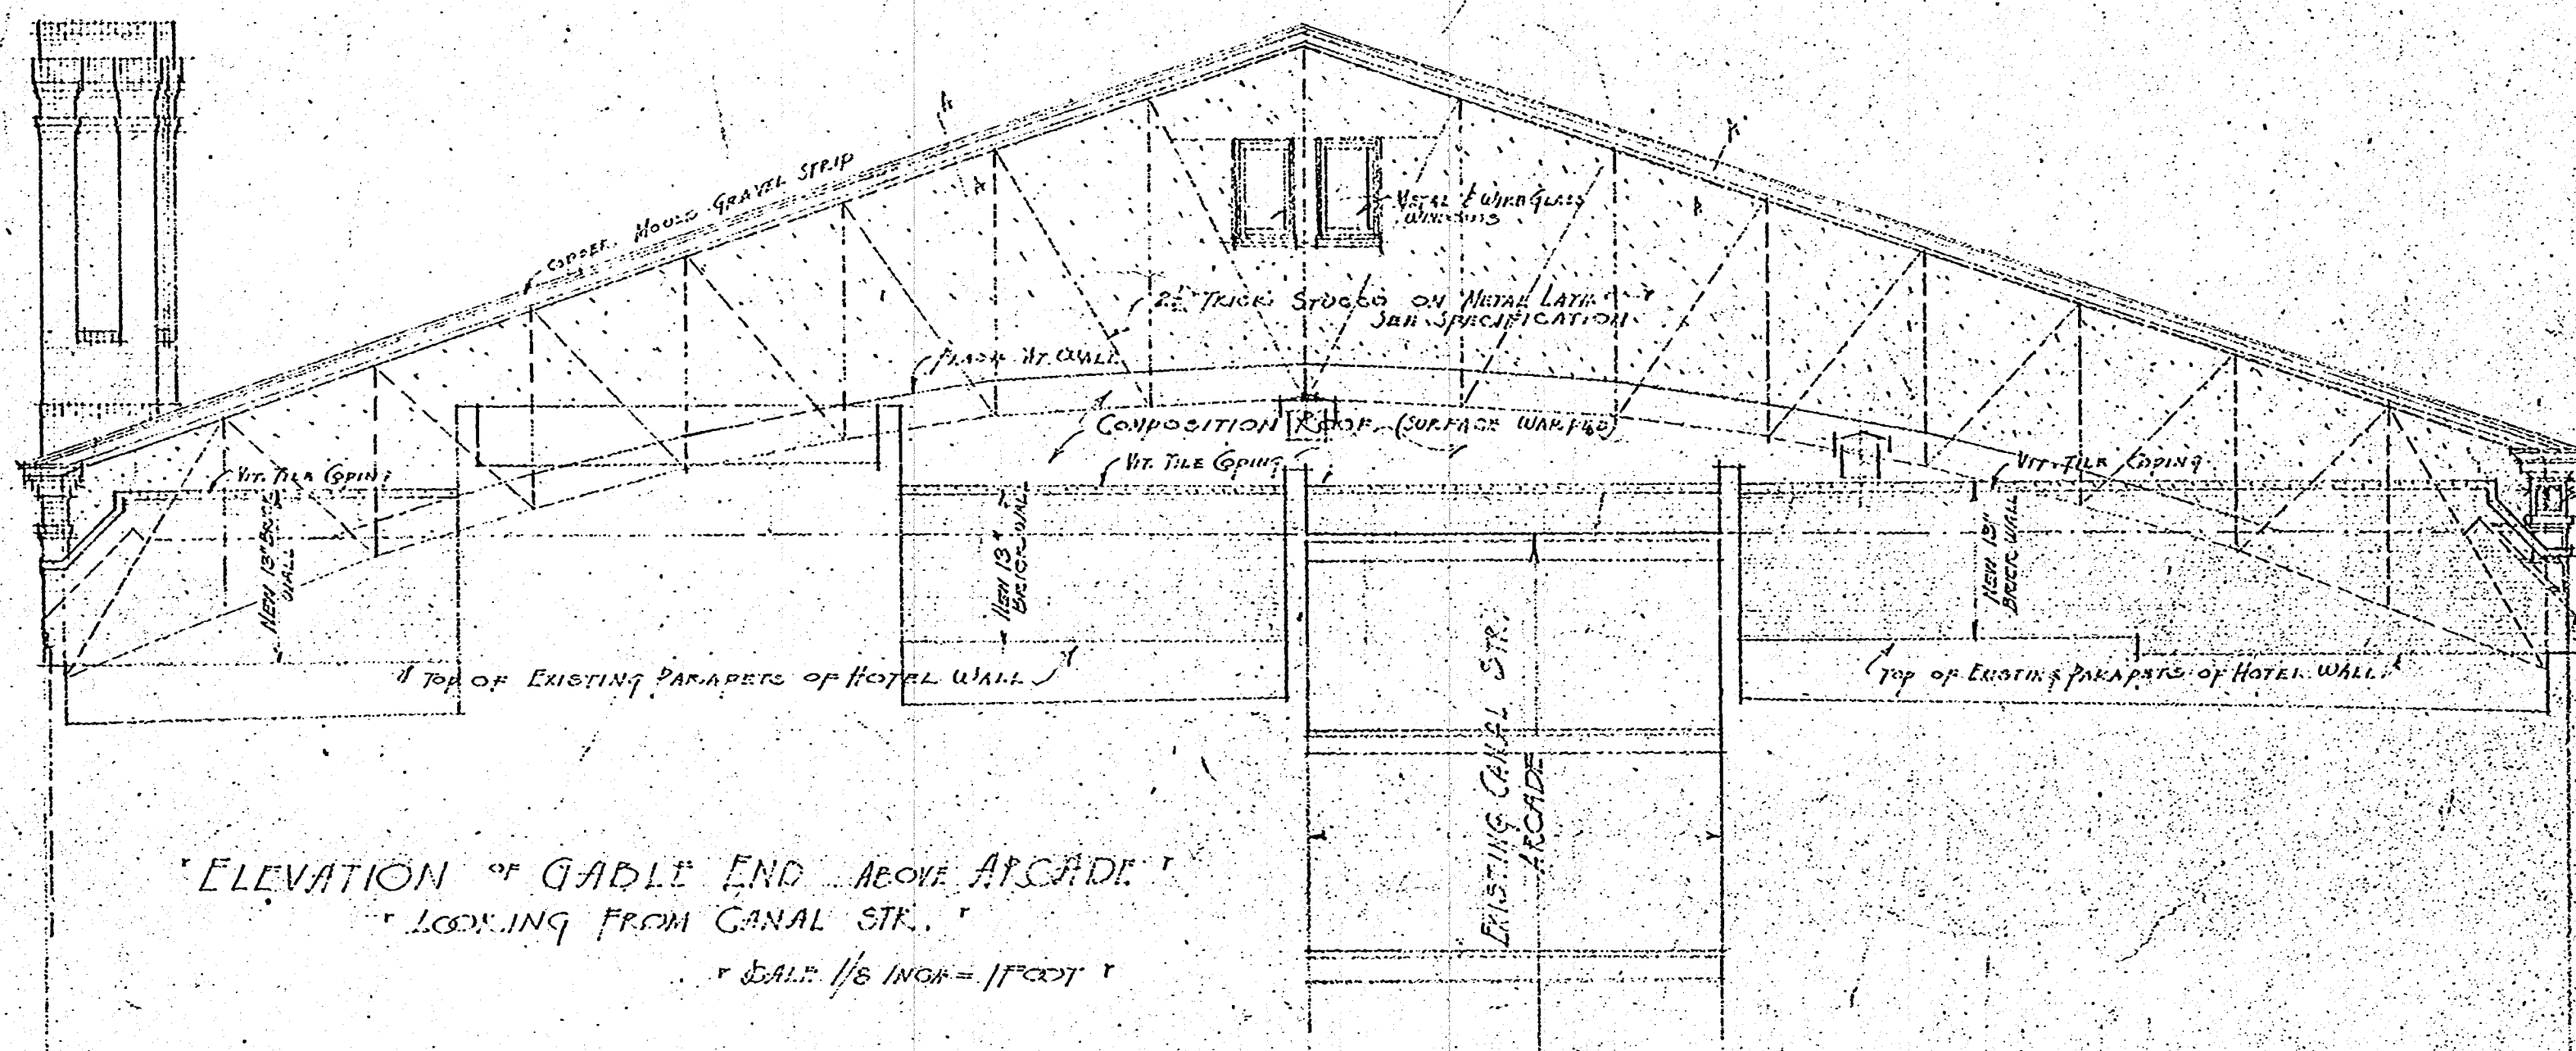 COPPER MOULD GRAVEL STRIP
METAL & WIRE GLASS
WINDOWS
2½" THICK STUCCO ON METAL LATH
SEE SPECIFICATION
FLASH AT WALL
COMPOSITION ROOF (SURFACE WARPED)
VIT. TILE COPING
VIT. TILE COPING
VIT. TILE COPING
NEW 13" BRICK
WALL
NEW 13"
BRICK WALL
NEW 13"
BRICK WALL
TOP OF EXISTING PARAPETS OF HOTEL WALL
TOP OF EXISTING PARAPETS OF HOTEL WALL
EXISTING CANAL STR.
ARCADE
ELEVATION OF GABLE END ABOVE ARCADE
LOOKING FROM CANAL STR.
SCALE 1/8 INCH = 1 FOOT